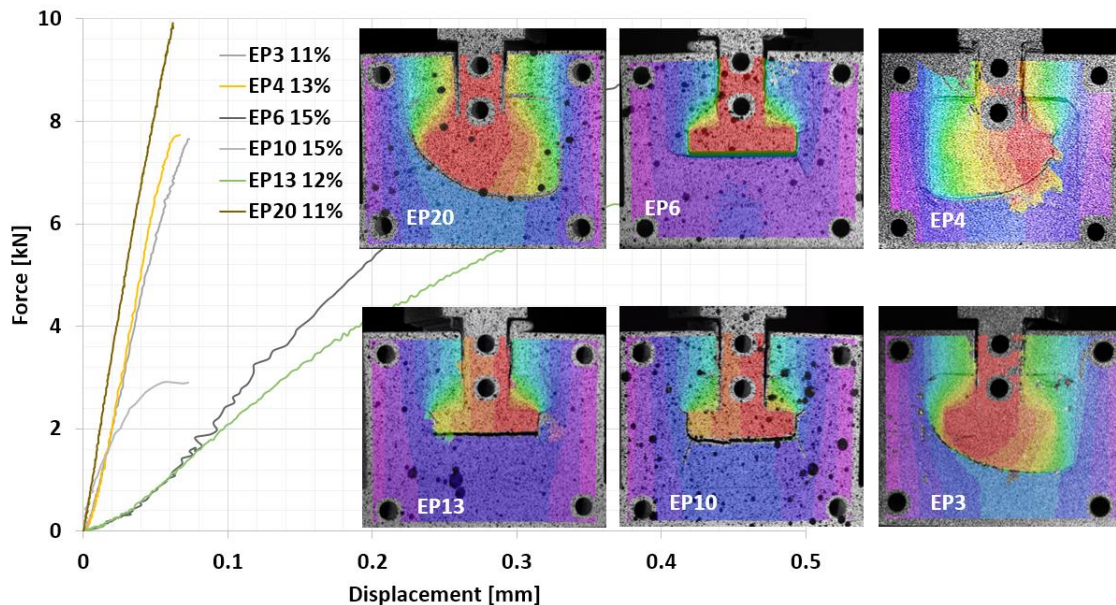 10
8
6
4
2
0
Force [kN]
EP3 11%
EP4 13%
EP6 15%
EP10 15%
EP13 12%
EP20 11%
EP20
EP6
EP4
EP13
EP10
EP3
0 0.1 0.2 0.3 0.4 0.5
Displacement [mm]